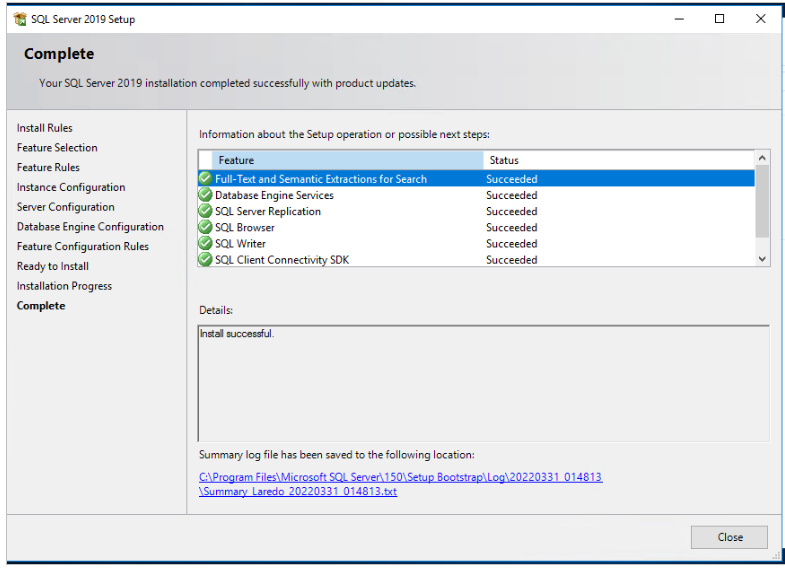 SQL Server 2019 Setup
Complete
Your SQL Server 2019 installation completed successfully with product updates.
Install Rules
Feature Selection
Feature Rules
Instance Configuration
Server Configuration
Database Engine Configuration
Feature Configuration Rules
Ready to Install
Installation Progress
Complete
Information about the Setup operation or possible next steps:
Feature Status
Full-Text and Semantic Extractions for Search Succeeded
Database Engine Services Succeeded
SQL Server Replication Succeeded
SQL Browser Succeeded
SQL Writer Succeeded
SQL Client Connectivity SDK Succeeded
Details:
Install successful.
Summary log file has been saved to the following location:
C:\Program Files\Microsoft SQL Server\150\Setup Bootstrap\Log\20220331_014813
\Summary_Laredo_20220331_014813.txt
Close